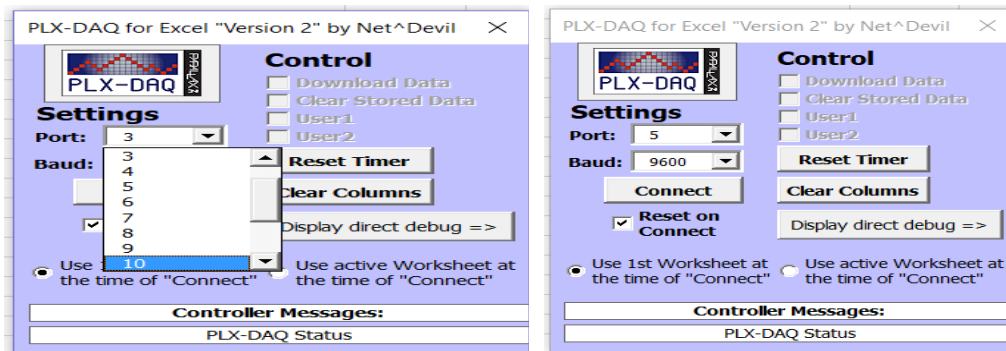 PLX-DAQ for Excel "Version 2" by Net^Devil
PLX-DAQ
PARALLAX
Control
Download Data
Clear Stored Data
User1
User2
Settings
Port: 3
Baud:
3
4
5
6
7
8
9
10
Reset Timer
Clear Columns
Display direct debug =>
Use 1
the time of "Connect"
Use active Worksheet at
the time of "Connect"
Controller Messages:
PLX-DAQ Status
PLX-DAQ for Excel "Version 2" by Net^Devil
PLX-DAQ
PARALLAX
Control
Download Data
Clear Stored Data
User1
User2
Settings
Port: 5
Baud: 9600
Reset Timer
Connect
Clear Columns
Reset on
Connect
Display direct debug =>
Use 1st Worksheet at
the time of "Connect"
Use active Worksheet at
the time of "Connect"
Controller Messages:
PLX-DAQ Status